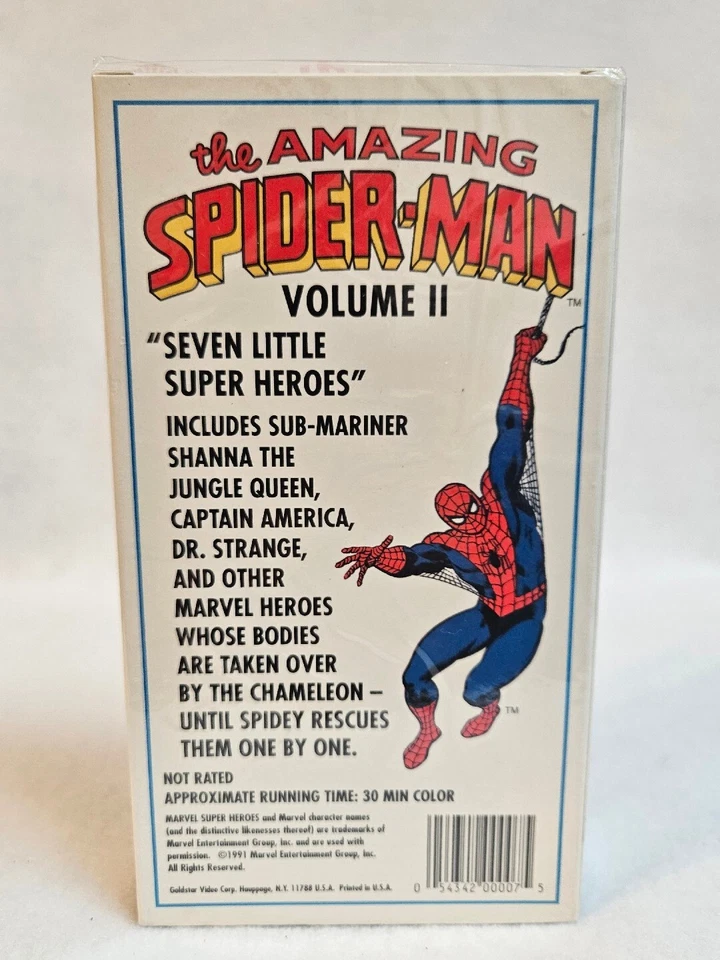 the AMAZING
SPIDER-MAN
TM
VOLUME II
"SEVEN LITTLE
SUPER HEROES"
INCLUDES SUB-MARINER
SHANNA THE
JUNGLE QUEEN,
CAPTAIN AMERICA,
DR. STRANGE,
AND OTHER
MARVEL HEROES
WHOSE BODIES
ARE TAKEN OVER
BY THE CHAMELEON –
UNTIL SPIDEY RESCUES
THEM ONE BY ONE.
TM
NOT RATED
APPROXIMATE RUNNING TIME: 30 MIN COLOR
MARVEL SUPER HEROES and Marvel character names
(and the distinctive likenesses thereof) are trademarks of
Marvel Entertainment Group, Inc. and are used with
permission. ©1991 Marvel Entertainment Group, Inc.
All Rights Reserved.
Goldstar Video Corp. Hauppage, N.Y. 11788 U.S.A. Printed in U.S.A.
0 54342 00007 5